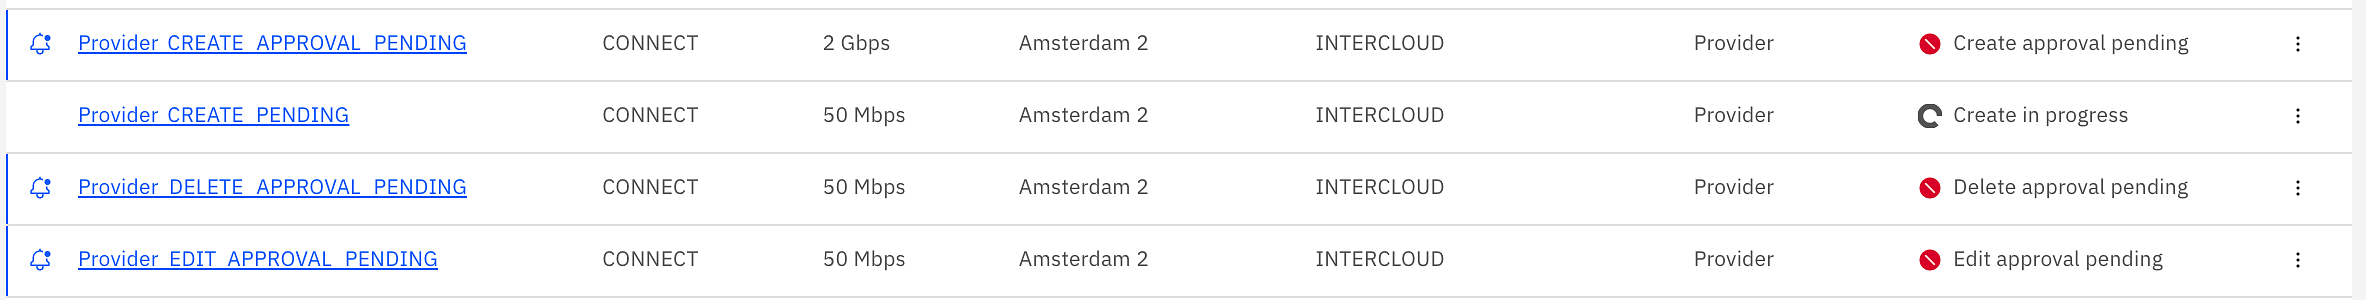 Provider_CREATE_APPROVAL_PENDING CONNECT 2 Gbps Amsterdam 2 INTERCLOUD Provider Create approval pending
Provider_CREATE_PENDING CONNECT 50 Mbps Amsterdam 2 INTERCLOUD Provider Create in progress
Provider_DELETE_APPROVAL_PENDING CONNECT 50 Mbps Amsterdam 2 INTERCLOUD Provider Delete approval pending
Provider_EDIT_APPROVAL_PENDING CONNECT 50 Mbps Amsterdam 2 INTERCLOUD Provider Edit approval pending